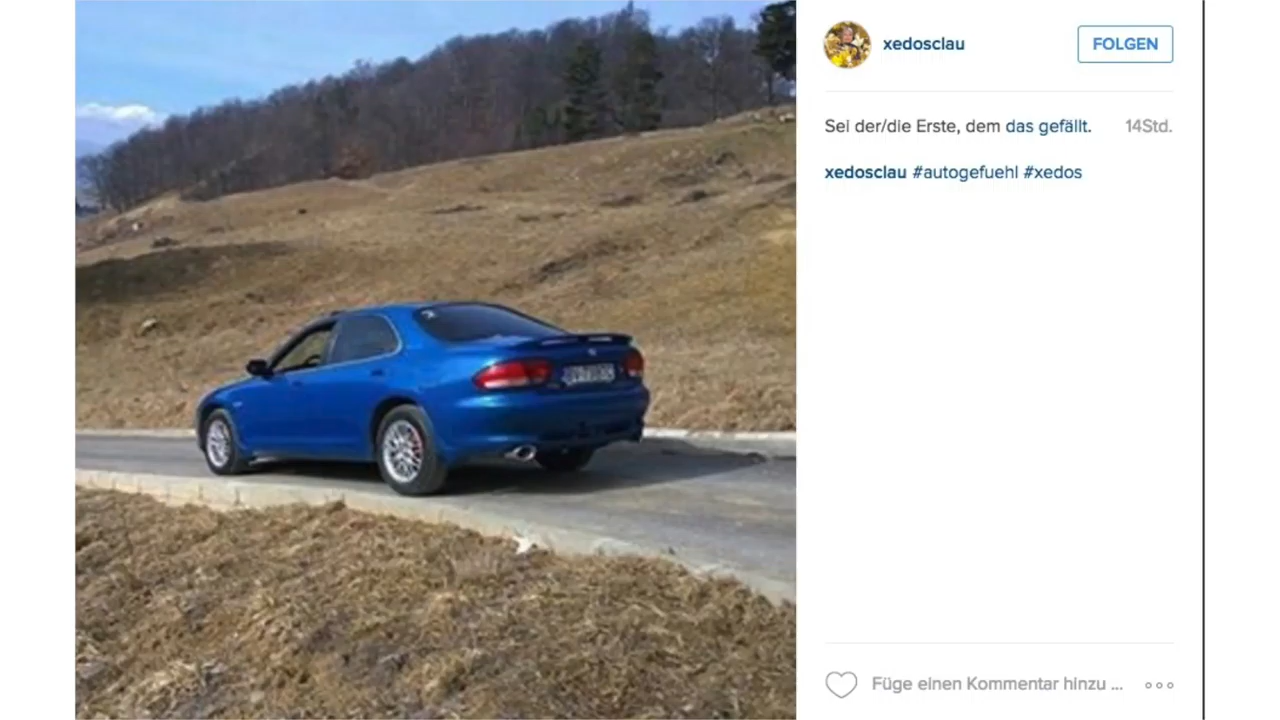 xedosclau
FOLGEN
Sei der/die Erste, dem das gefällt.
14Std.
xedosclau #autogefuehl #xedos
Füge einen Kommentar hinzu ...